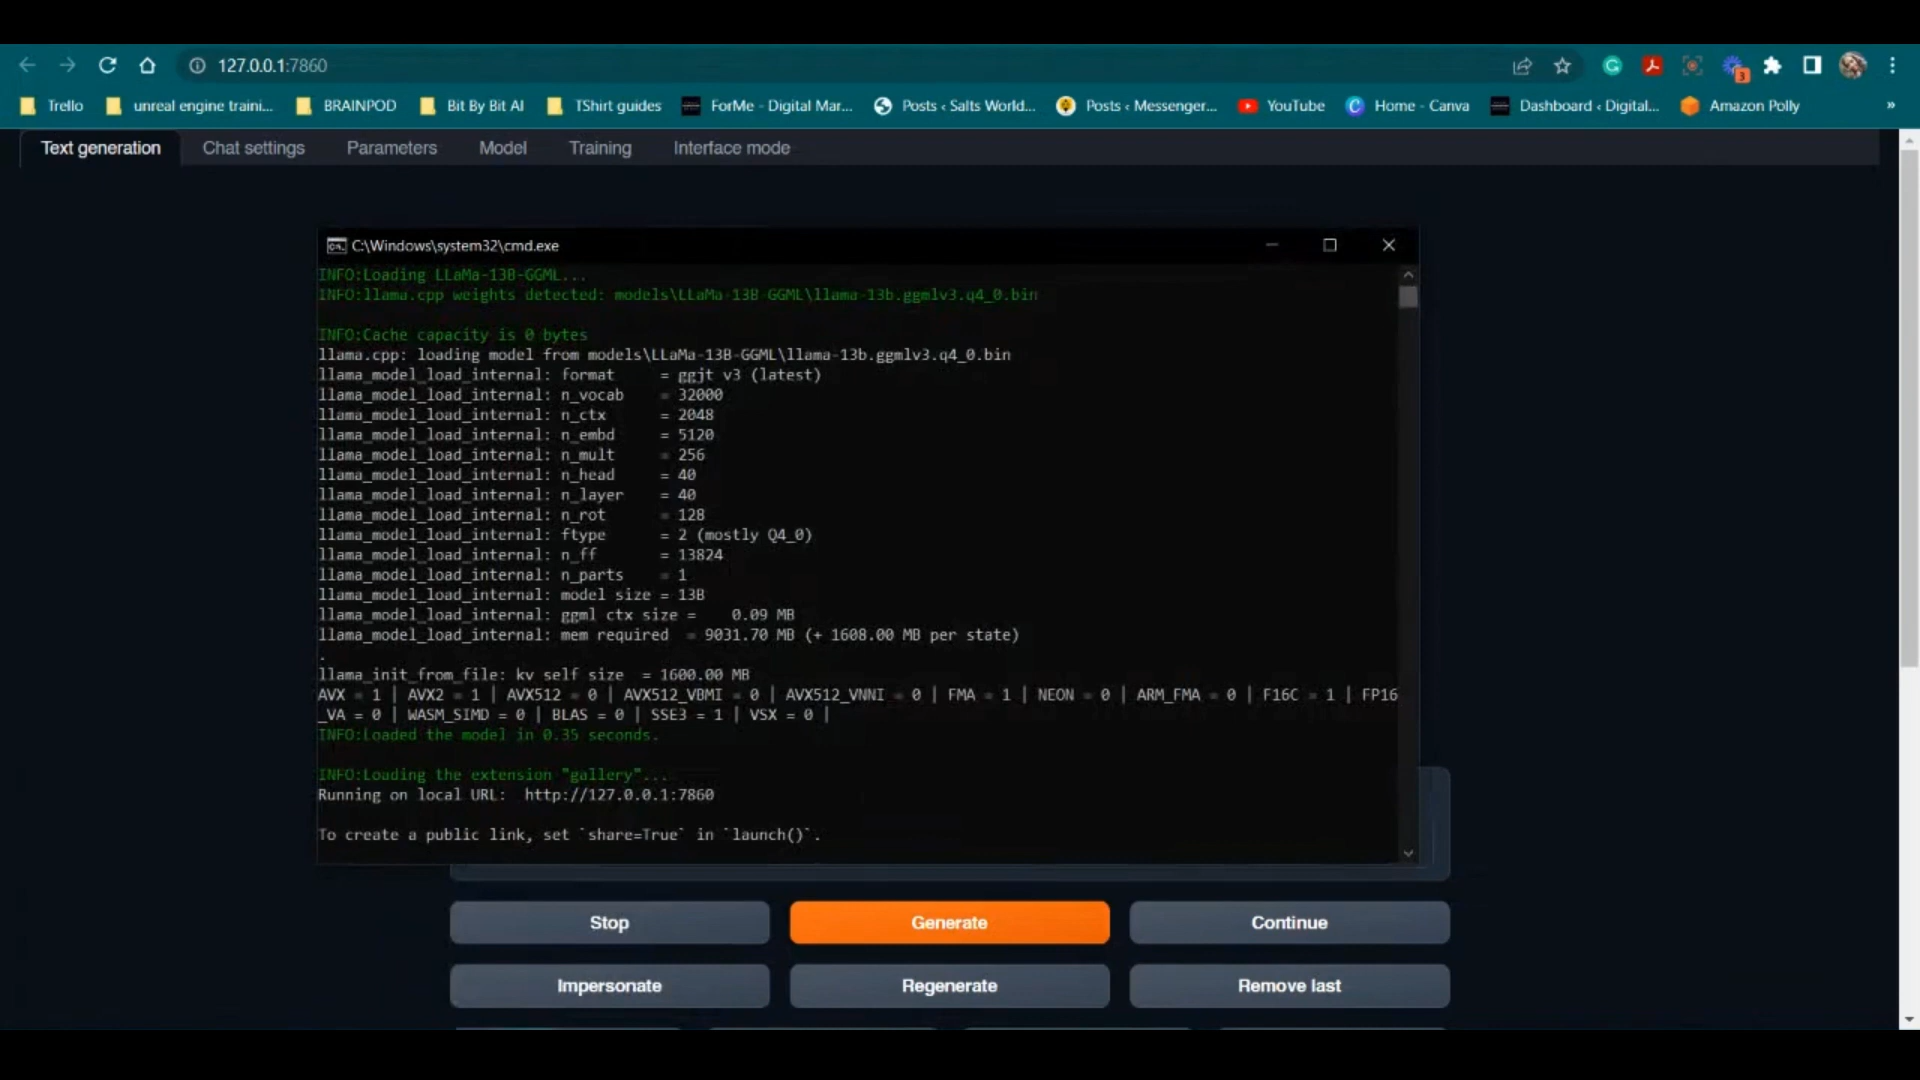 127.0.0.1:7860
3
Trello unreal engine traini... BRAINPOD Bit By Bit AI TShirt guides ForMe - Digital Mar... Posts ‹ Salts World... Posts ‹ Messenger... YouTube Home - Canva Dashboard ‹ Digital... Amazon Polly »
Text generation Chat settings Parameters Model Training Interface mode
C:\Windows\system32\cmd.exe
INFO:Loading LLaMa-13B-GGML...
INFO:llama.cpp weights detected: models\LLaMa-13B-GGML\llama-13b.ggmlv3.q4_0.bin
INFO:Cache capacity is 0 bytes
llama.cpp: loading model from models\LLaMa-13B-GGML\llama-13b.ggmlv3.q4_0.bin
llama_model_load_internal: format = ggjt v3 (latest)
llama_model_load_internal: n_vocab = 32000
llama_model_load_internal: n_ctx = 2048
llama_model_load_internal: n_embd = 5120
llama_model_load_internal: n_mult = 256
llama_model_load_internal: n_head = 40
llama_model_load_internal: n_layer = 40
llama_model_load_internal: n_rot = 128
llama_model_load_internal: ftype = 2 (mostly Q4_0)
llama_model_load_internal: n_ff = 13824
llama_model_load_internal: n_parts = 1
llama_model_load_internal: model size = 13B
llama_model_load_internal: ggml ctx size = 0.09 MB
llama_model_load_internal: mem required = 9031.70 MB (+ 1608.00 MB per state)
.
llama_init_from_file: kv self size = 1600.00 MB
AVX = 1 | AVX2 = 1 | AVX512 = 0 | AVX512_VBMI = 0 | AVX512_VNNI = 0 | FMA = 1 | NEON = 0 | ARM_FMA = 0 | F16C = 1 | FP16
_VA = 0 | WASM_SIMD = 0 | BLAS = 0 | SSE3 = 1 | VSX = 0 |
INFO:Loaded the model in 0.35 seconds.
INFO:Loading the extension "gallery"...
Running on local URL: http://127.0.0.1:7860
To create a public link, set `share=True` in `launch()`.
Stop Generate Continue
Impersonate Regenerate Remove last